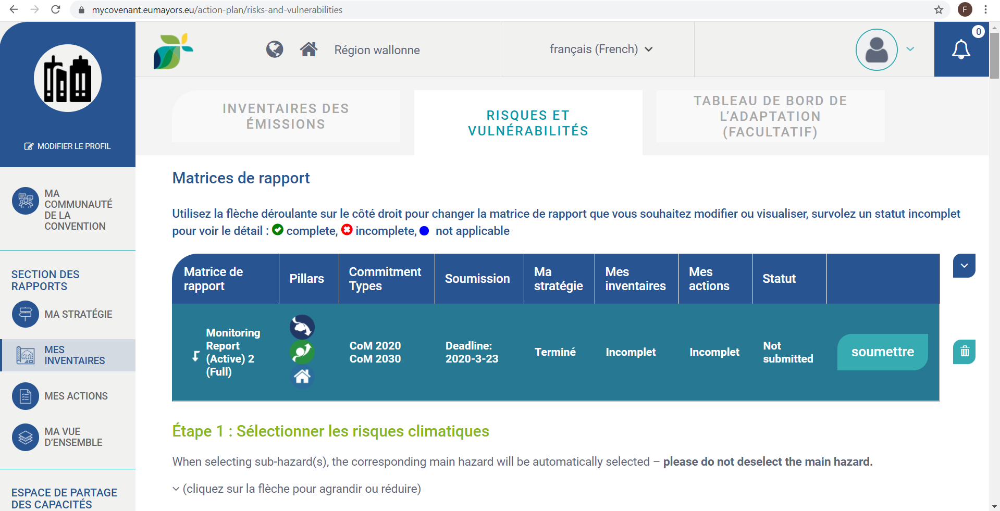 mycovenant.eumayors.eu/action-plan/risks-and-vulnerabilities
F
MODIFIER LE PROFIL
MA
COMMUNAUTÉ
DE LA
CONVENTION
SECTION DES
RAPPORTS
MA STRATÉGIE
MES
INVENTAIRES
MES ACTIONS
MA VUE
D'ENSEMBLE
ESPACE DE PARTAGE
DES CAPACITÉS
Région wallonne
français (French)
0
INVENTAIRES DES
ÉMISSIONS
RISQUES ET
VULNÉRABILITÉS
TABLEAU DE BORD DE
L'ADAPTATION
(FACULTATIF)
Matrices de rapport
Utilisez la flèche déroulante sur le côté droit pour changer la matrice de rapport que vous souhaitez modifier ou visualiser, survolez un statut incomplet
pour voir le détail : complete, incomplete, not applicable
Matrice de
rapport
Pillars
Commitment
Types
Soumission
Ma
stratégie
Mes
inventaires
Mes
actions
Statut
Monitoring
Report
(Active) 2
(Full)
CoM 2020
CoM 2030
Deadline:
2020-3-23
Terminé
Incomplet
Incomplet
Not
submitted
soumettre
Étape 1 : Sélectionner les risques climatiques
When selecting sub-hazard(s), the corresponding main hazard will be automatically selected – please do not deselect the main hazard.
(cliquez sur la flèche pour agrandir ou réduire)